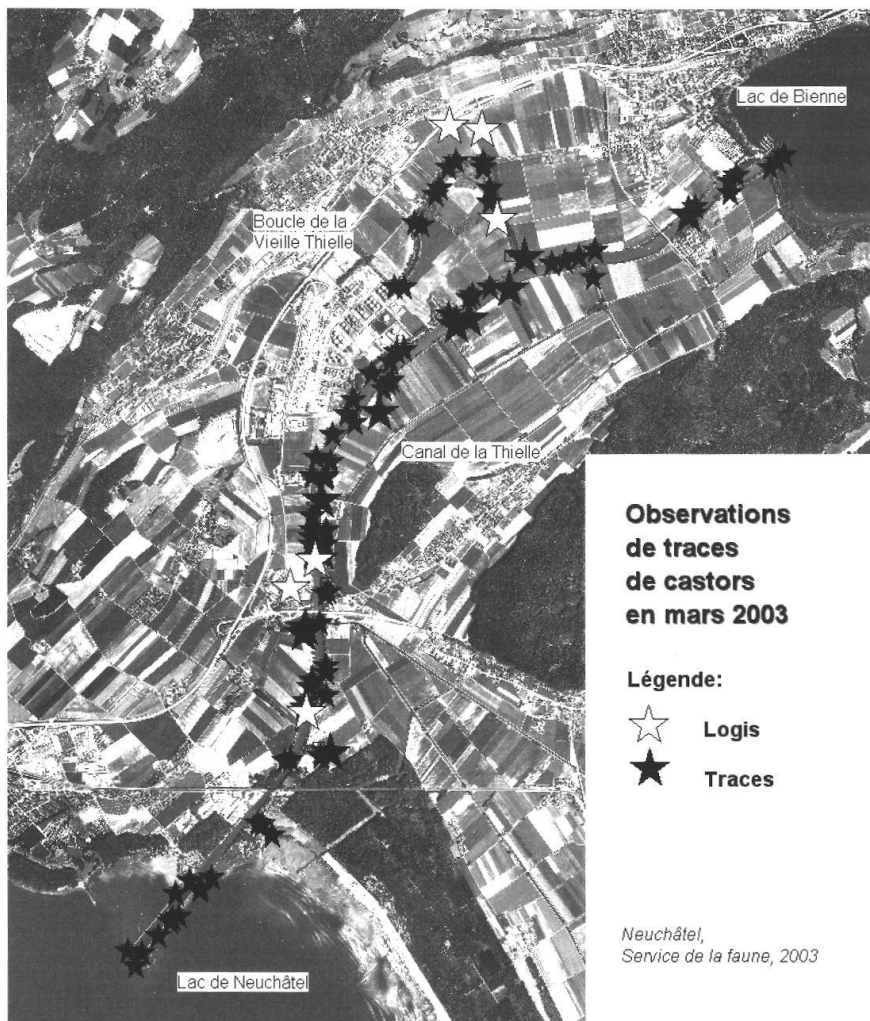 Lac de Bienne
Boucle de la
Vieille Thielle
Canal de la Thielle
Observations
de traces
de castors
en mars 2003
Légende:
Logis
Traces
Neuchâtel,
Service de la faune, 2003
Lac de Neuchâtel